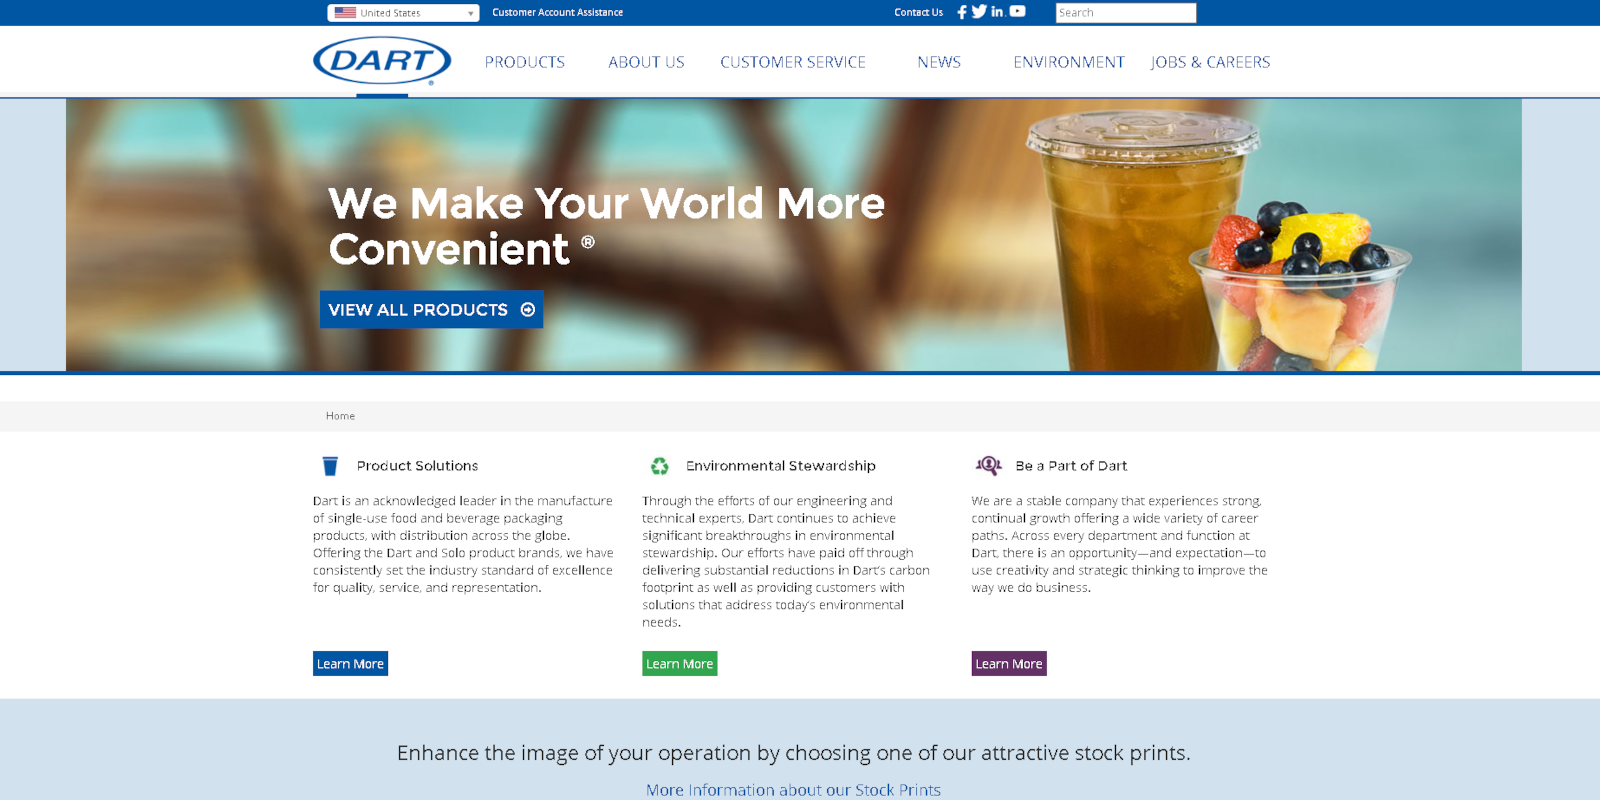 United States
Customer Account Assistance
Contact Us
Search
DART
PRODUCTS
ABOUT US
CUSTOMER SERVICE
NEWS
ENVIRONMENT
JOBS & CAREERS
We Make Your World More
Convenient ®
VIEW ALL PRODUCTS
Home
Product Solutions
Dart is an acknowledged leader in the manufacture
of single-use food and beverage packaging
products, with distribution across the globe.
Offering the Dart and Solo product brands, we have
consistently set the industry standard of excellence
for quality, service, and representation.
Learn More
Environmental Stewardship
Through the efforts of our engineering and
technical experts, Dart continues to achieve
significant breakthroughs in environmental
stewardship. Our efforts have paid off through
delivering substantial reductions in Dart's carbon
footprint as well as providing customers with
solutions that address today's environmental
needs.
Learn More
Be a Part of Dart
We are a stable company that experiences strong,
continual growth offering a wide variety of career
paths. Across every department and function at
Dart, there is an opportunity—and expectation—to
use creativity and strategic thinking to improve the
way we do business.
Learn More
Enhance the image of your operation by choosing one of our attractive stock prints.
More Information about our Stock Prints